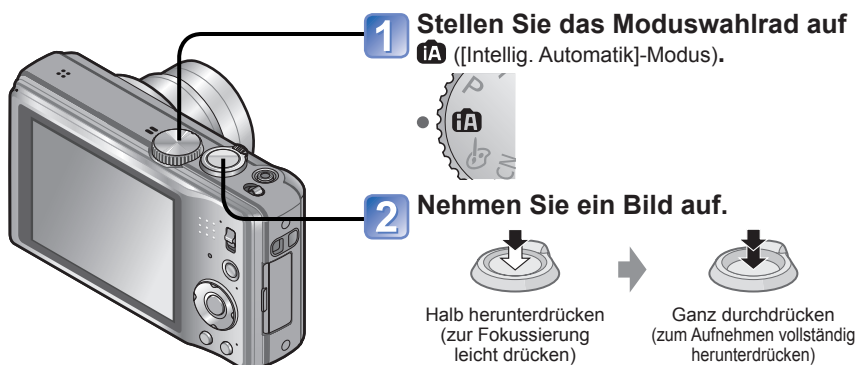 1 Stellen Sie das Moduswahlrad auf
iA ([Intellig. Automatik]-Modus).
P
iA
CN
2 Nehmen Sie ein Bild auf.
Halb herunterdrücken
(zur Fokussierung
leicht drücken)
Ganz durchdrücken
(zum Aufnehmen vollständig
herunterdrücken)